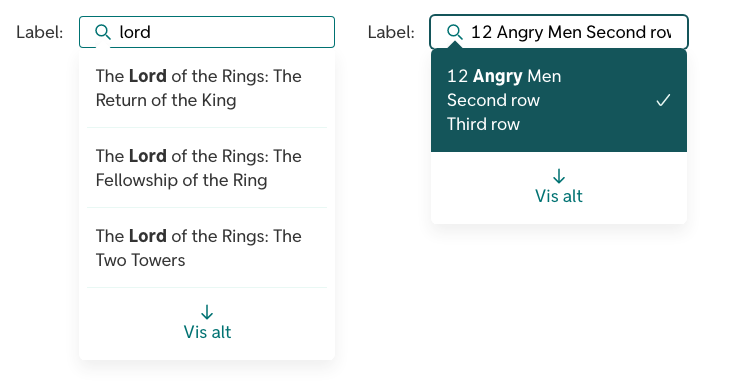 Label: lord
The Lord of the Rings: The
Return of the King
The Lord of the Rings: The
Fellowship of the Ring
The Lord of the Rings: The
Two Towers
Vis alt
Label: 12 Angry Men Second row
12 Angry Men
Second row
Third row
Vis alt